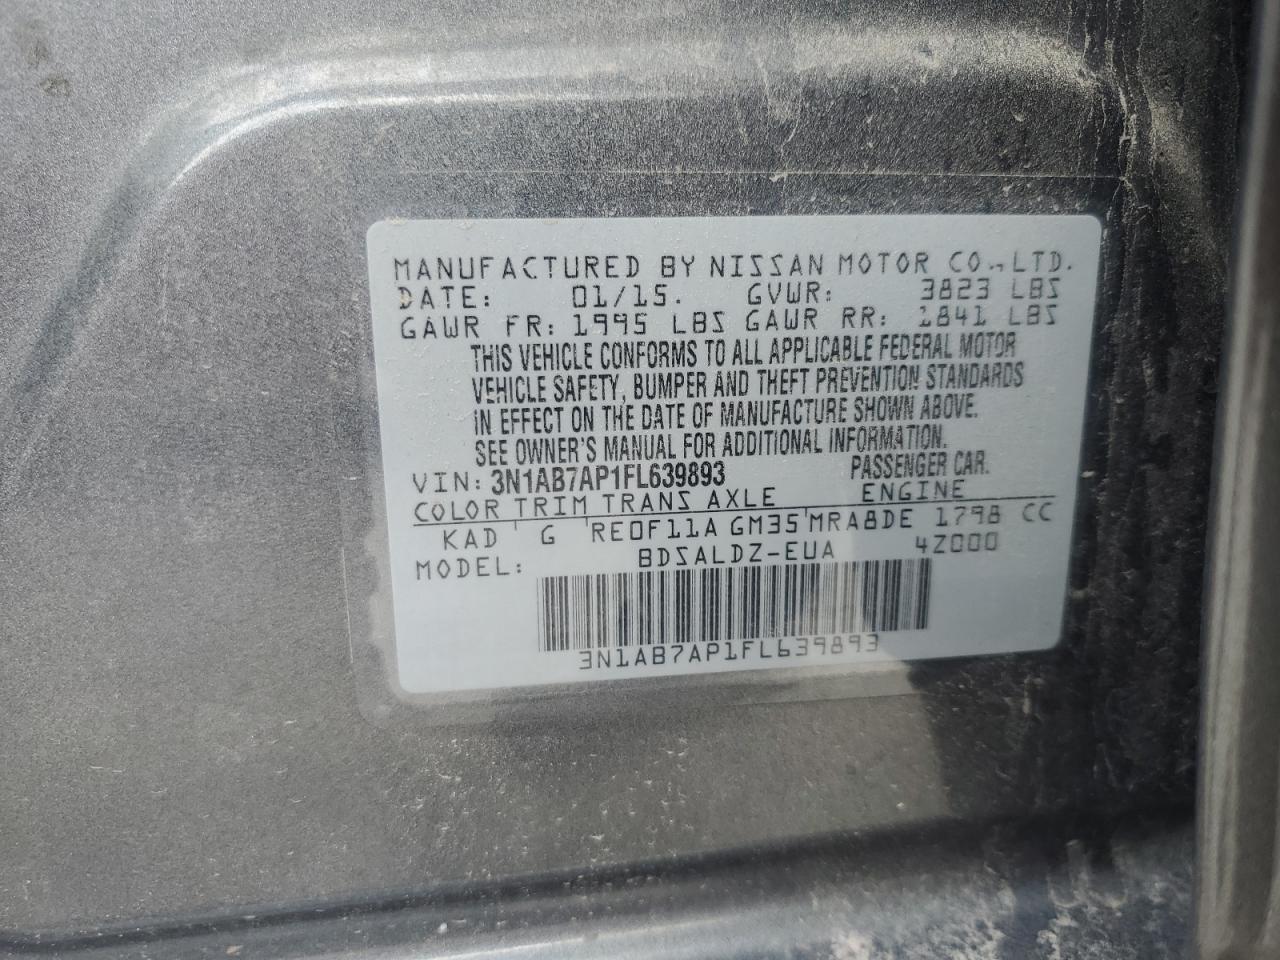 MANUFACTURED BY NISSAN MOTOR CO., LTD.
DATE: 01/15. GVWR: 3823 LBS
GAWR FR: 1995 LBS GAWR RR: 1841 LBS
THIS VEHICLE CONFORMS TO ALL APPLICABLE FEDERAL MOTOR
VEHICLE SAFETY, BUMPER AND THEFT PREVENTION STANDARDS
IN EFFECT ON THE DATE OF MANUFACTURE SHOWN ABOVE.
SEE OWNER'S MANUAL FOR ADDITIONAL INFORMATION.
VIN: 3N1AB7AP1FL639893 PASSENGER CAR.
COLOR TRIM TRANS AXLE ENGINE
KAD G RE0F11A GM35 MRA8DE 1798 CC
MODEL: BDSALDZ-EUA 4Z000
3N1AB7AP1FL639893